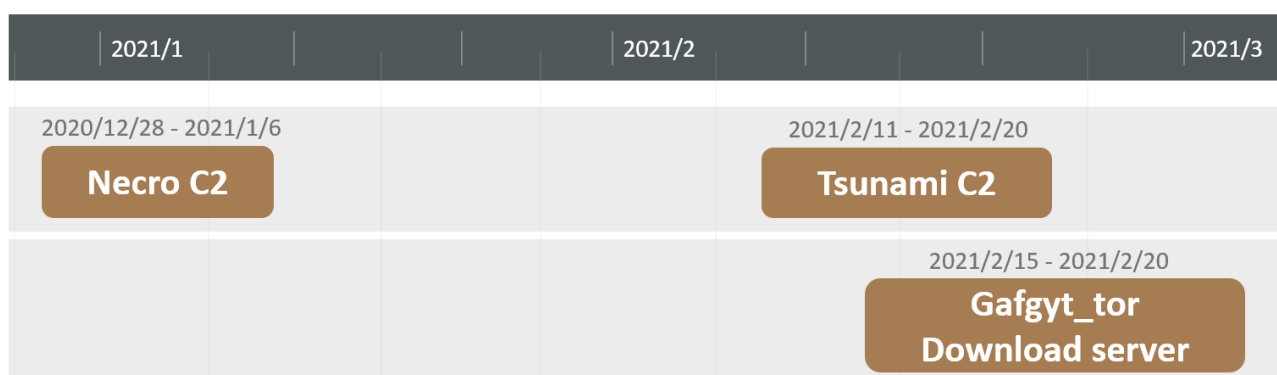 2021/1 2021/2 2021/3
2020/12/28 - 2021/1/6
Necro C2
2021/2/11 - 2021/2/20
Tsunami C2
2021/2/15 - 2021/2/20
Gafgyt_tor
Download server